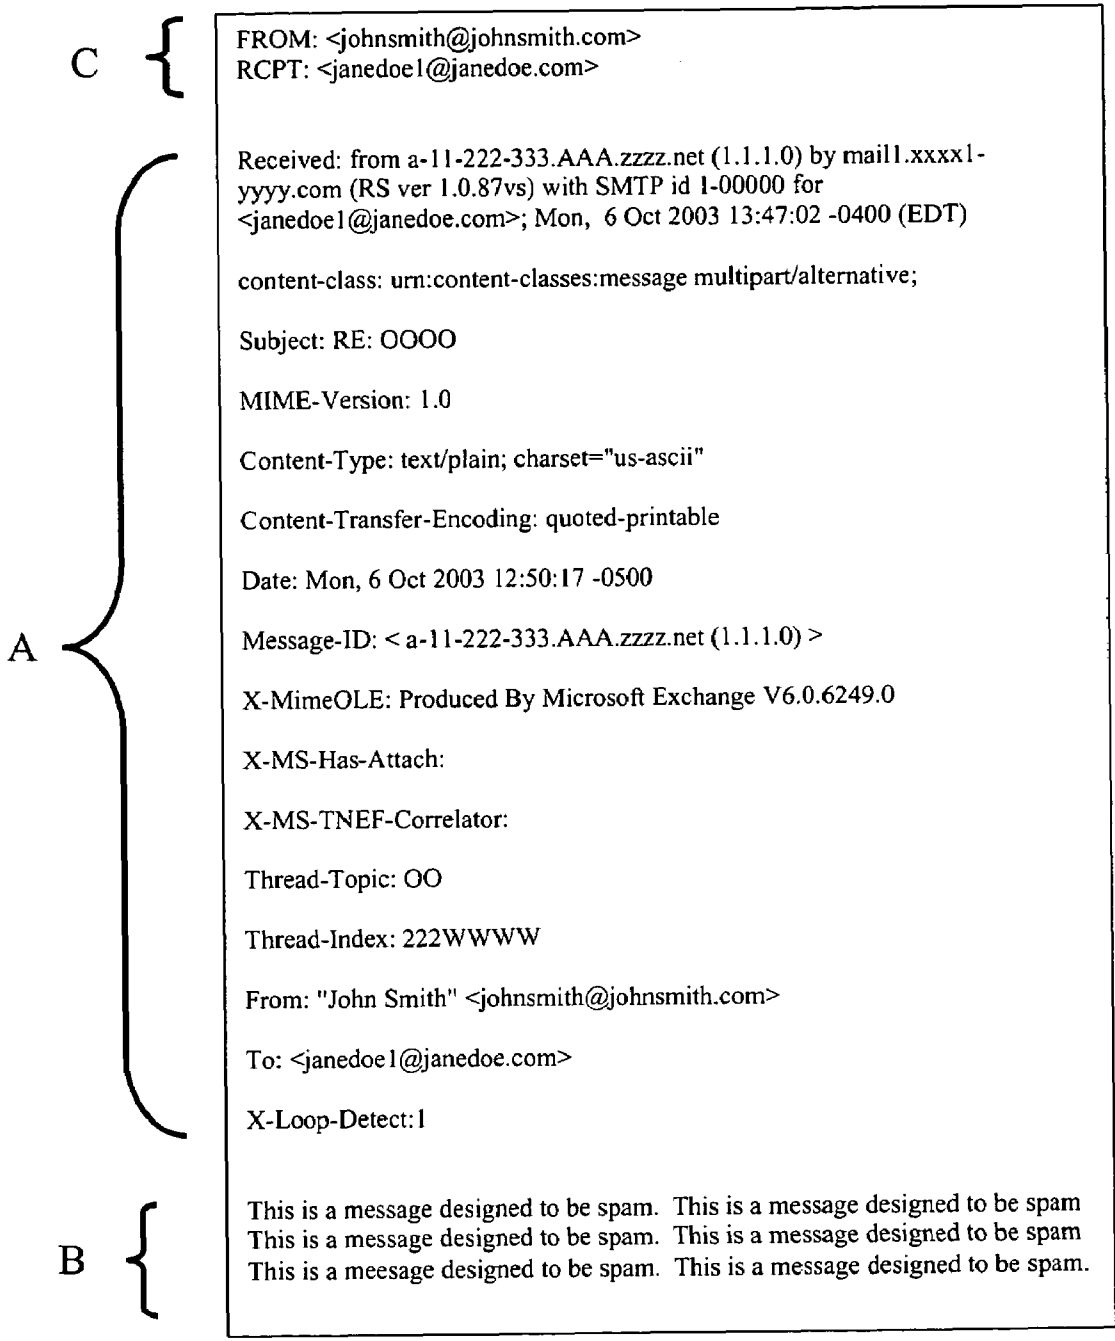 C
FROM: <johnsmith@johnsmith.com>
RCPT: <janedoe1@janedoe.com>
A
Received: from a-11-222-333.AAA.zzzz.net (1.1.1.0) by mail1.xxxx1-
yyyy.com (RS ver 1.0.87vs) with SMTP id 1-00000 for
<janedoe1@janedoe.com>; Mon, 6 Oct 2003 13:47:02 -0400 (EDT)
content-class: urn:content-classes:message multipart/alternative;
Subject: RE: OOOO
MIME-Version: 1.0
Content-Type: text/plain; charset="us-ascii"
Content-Transfer-Encoding: quoted-printable
Date: Mon, 6 Oct 2003 12:50:17 -0500
Message-ID: < a-11-222-333.AAA.zzzz.net (1.1.1.0) >
X-MimeOLE: Produced By Microsoft Exchange V6.0.6249.0
X-MS-Has-Attach:
X-MS-TNEF-Correlator:
Thread-Topic: OO
Thread-Index: 222WWWW
From: "John Smith" <johnsmith@johnsmith.com>
To: <janedoe1@janedoe.com>
X-Loop-Detect:1
B
This is a message designed to be spam. This is a message designed to be spam
This is a message designed to be spam. This is a message designed to be spam
This is a meesage designed to be spam. This is a message designed to be spam.